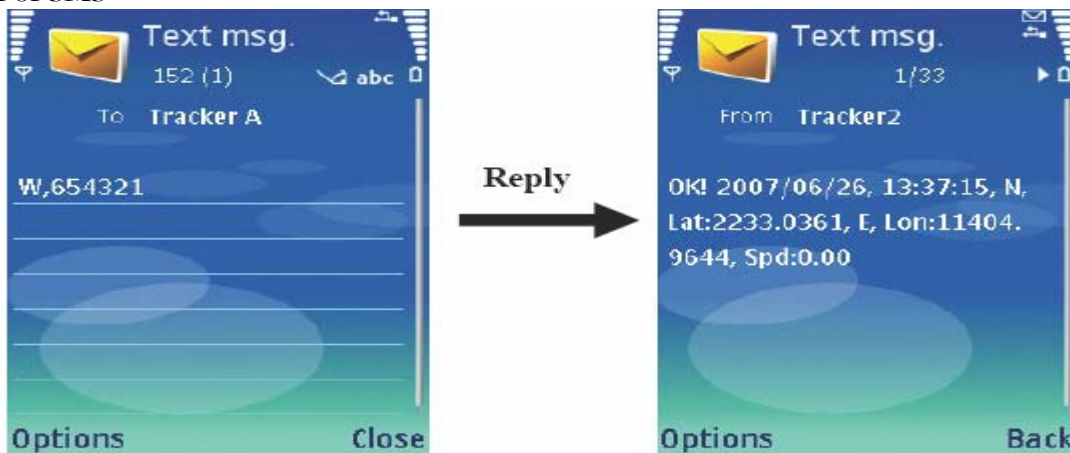 Text msg.
152 (1)
abc
To Tracker A
W,654321
Options Close
Reply
Text msg.
1/33
From Tracker2
OK! 2007/06/26, 13:37:15, N,
Lat:2233.0361, E, Lon:11404.
9644, Spd:0.00
Options Back